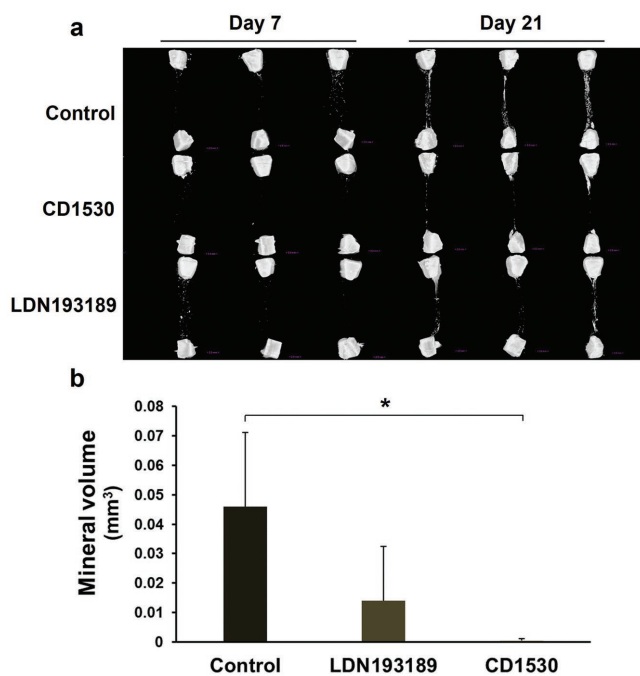 a
Day 7 Day 21
Control
CD1530
LDN193189
b
Mineral volume
(mm³)
0.08
0.07
0.06
0.05
0.04
0.03
0.02
0.01
0
*
Control LDN193189 CD1530